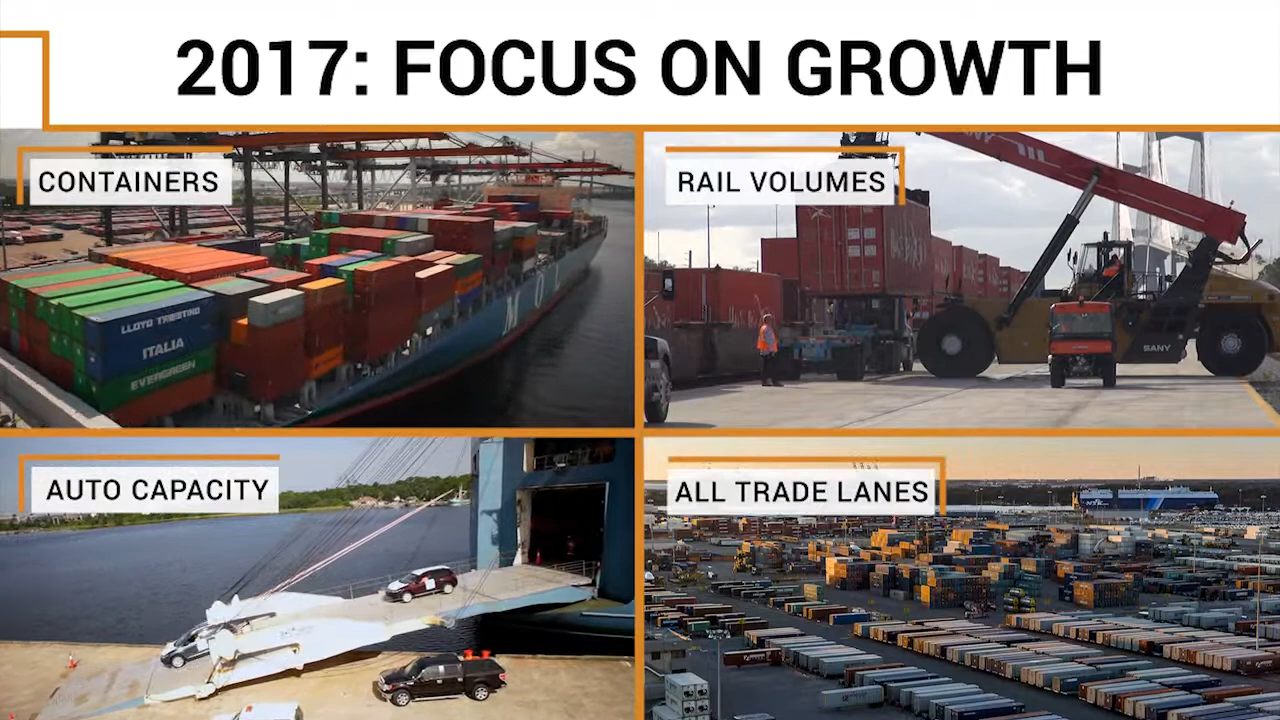 2017: FOCUS ON GROWTH
CONTAINERS
LLOYD TRIESTINO
ITALIA
EVERGREEN
MOL
RAIL VOLUMES
SANY
AUTO CAPACITY
ALL TRADE LANES